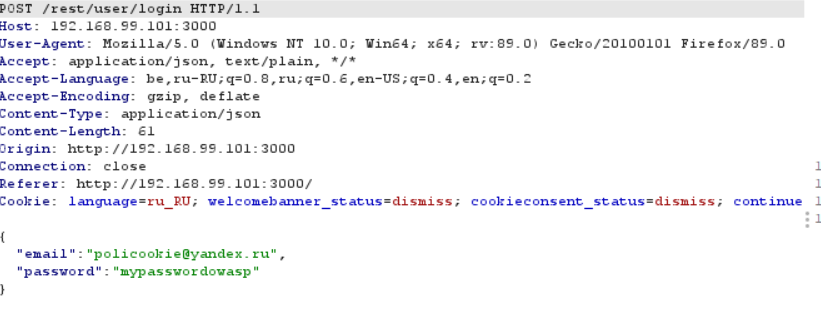 POST /rest/user/login HTTP/1.1
Host: 192.168.99.101:3000
User-Agent: Mozilla/5.0 (Windows NT 10.0; Win64; x64; rv:89.0) Gecko/20100101 Firefox/89.0
Accept: application/json, text/plain, */*
Accept-Language: be,ru-RU;q=0.8,ru;q=0.6,en-US;q=0.4,en;q=0.2
Accept-Encoding: gzip, deflate
Content-Type: application/json
Content-Length: 61
Origin: http://192.168.99.101:3000
Connection: close
1
Referer: http://192.168.99.101:3000/
1
Cookie: language=ru_RU; welcomebanner_status=dismiss; cookieconsent_status=dismiss; continue
1
1
{
"email":"policookie@yandex.ru",
"password":"mypasswordowasp"
}